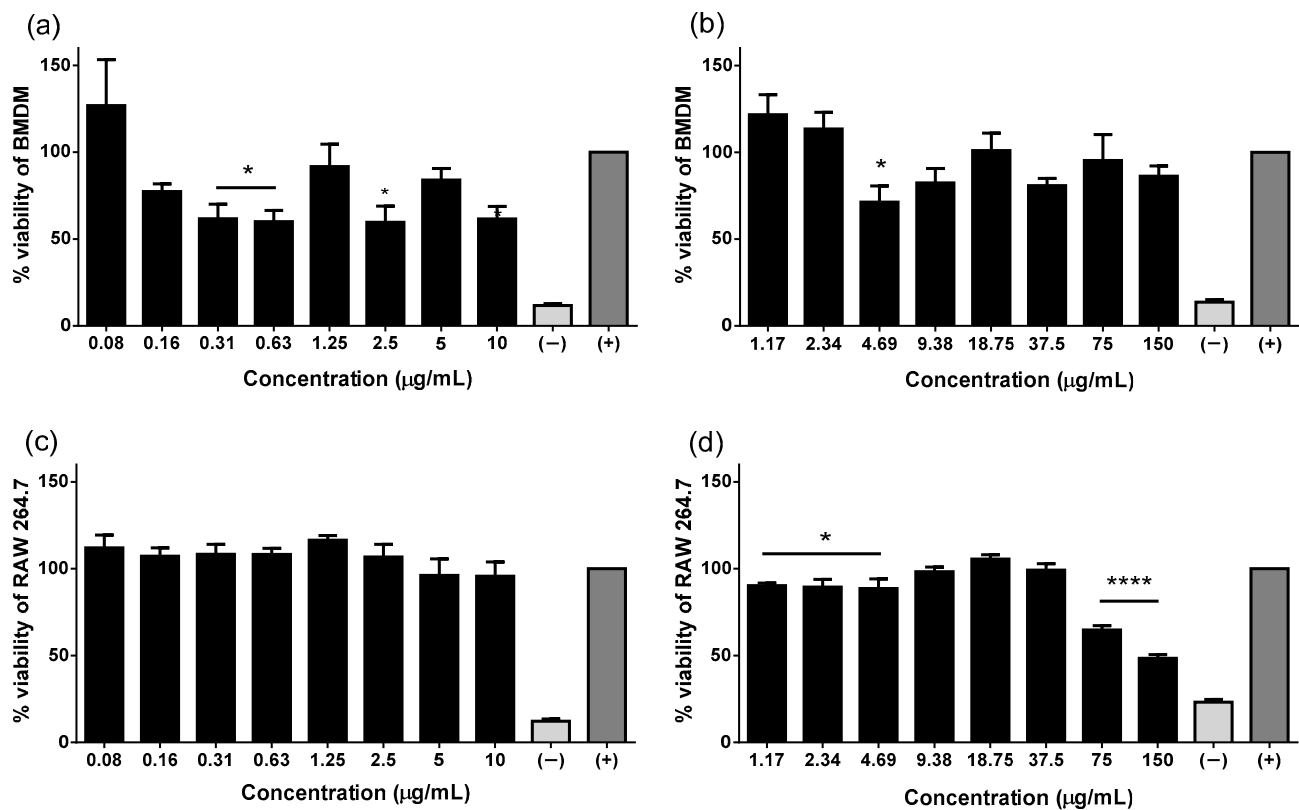 (a)
% viability of BMDM
150
100
50
0
*
*
*
0.08 0.16 0.31 0.63 1.25 2.5 5 10 (−) (+)
Concentration (μg/mL)
(b)
% viability of BMDM
150
100
50
0
*
1.17 2.34 4.69 9.38 18.75 37.5 75 150 (−) (+)
Concentration (μg/mL)
(c)
% viability of RAW 264.7
150
100
50
0
0.08 0.16 0.31 0.63 1.25 2.5 5 10 (−) (+)
Concentration (μg/mL)
(d)
% viability of RAW 264.7
150
100
50
0
*
****
1.17 2.34 4.69 9.38 18.75 37.5 75 150 (−) (+)
Concentration (μg/mL)